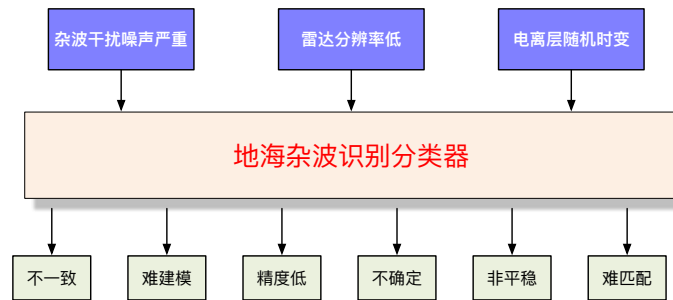 杂波干扰噪声严重
雷达分辨率低
电离层随机时变
地海杂波识别分类器
不一致
难建模
精度低
不确定
非平稳
难匹配